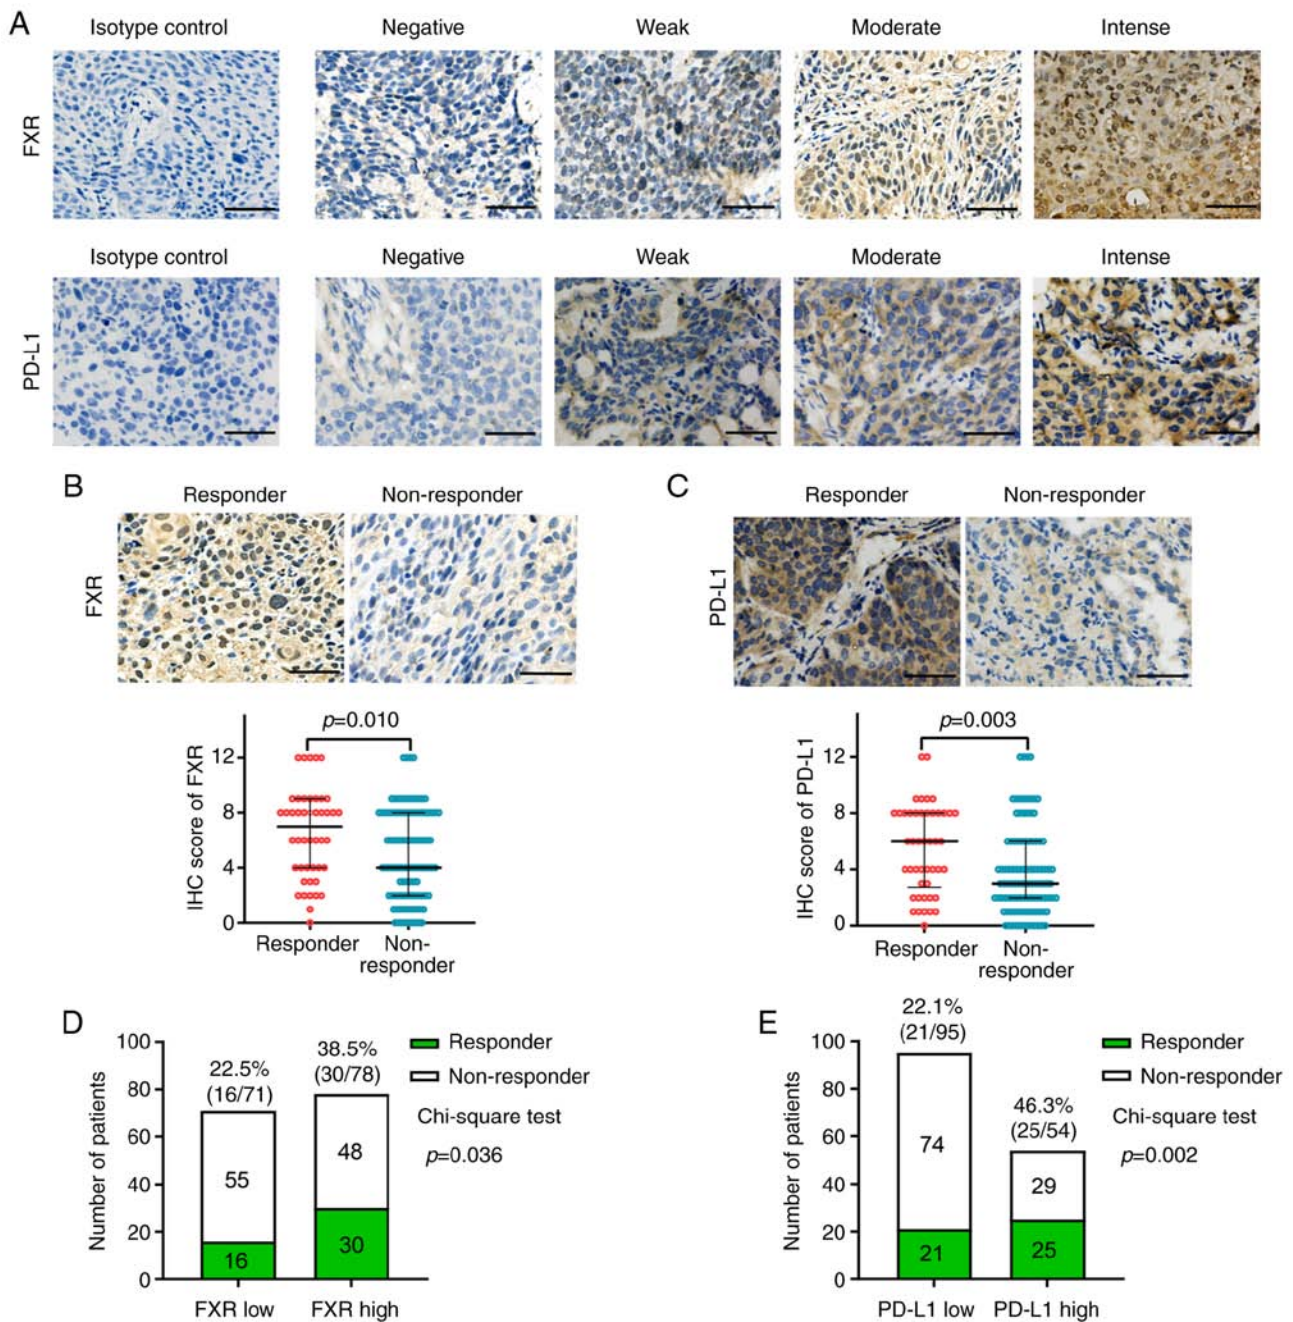 A
Isotype control Negative Weak Moderate Intense
FXR
Isotype control Negative Weak Moderate Intense
PD-L1
B
Responder Non-responder
FXR
p=0.010
IHC score of FXR
12
8
4
0
Responder Non-
responder
C
Responder Non-responder
PD-L1
p=0.003
IHC score of PD-L1
12
8
4
0
Responder Non-
responder
D
Number of patients
100
80
60
40
20
0
22.5%
(16/71)
38.5%
(30/78)
55
16
48
30
FXR low FXR high
Responder
Non-responder
Chi-square test
p=0.036
E
Number of patients
100
80
60
40
20
0
22.1%
(21/95)
46.3%
(25/54)
74
21
29
25
PD-L1 low PD-L1 high
Responder
Non-responder
Chi-square test
p=0.002